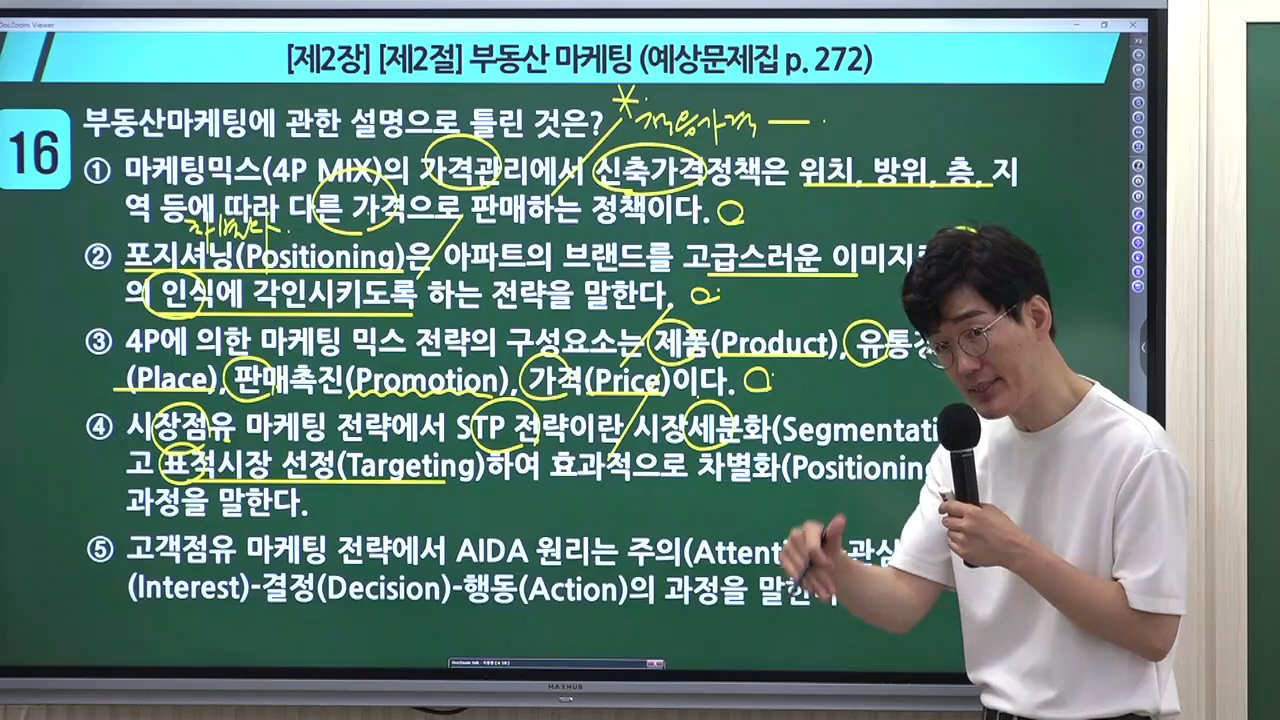 DocZoom Viewer
[제2장] [제2절] 부동산 마케팅 (예상문제집 p. 272)
16
부동산마케팅에 관한 설명으로 틀린 것은?
① 마케팅믹스(4P MIX)의 가격관리에서 신축가격정책은 위치, 방위, 층, 지
역 등에 따라 다른 가격으로 판매하는 정책이다.
② 포지셔닝(Positioning)은 아파트의 브랜드를 고급스러운 이미지로
의 인식에 각인시키도록 하는 전략을 말한다.
③ 4P에 의한 마케팅 믹스 전략의 구성요소는 제품(Product), 유통
(Place), 판매촉진(Promotion), 가격(Price)이다.
④ 시장점유 마케팅 전략에서 STP 전략이란 시장세분화(Segmentati
고 표적시장 선정(Targeting)하여 효과적으로 차별화(Positioning
과정을 말한다.
⑤ 고객점유 마케팅 전략에서 AIDA 원리는 주의(Attenti 관심
(Interest)-결정(Decision)-행동(Action)의 과정을 말한
MAXHUB